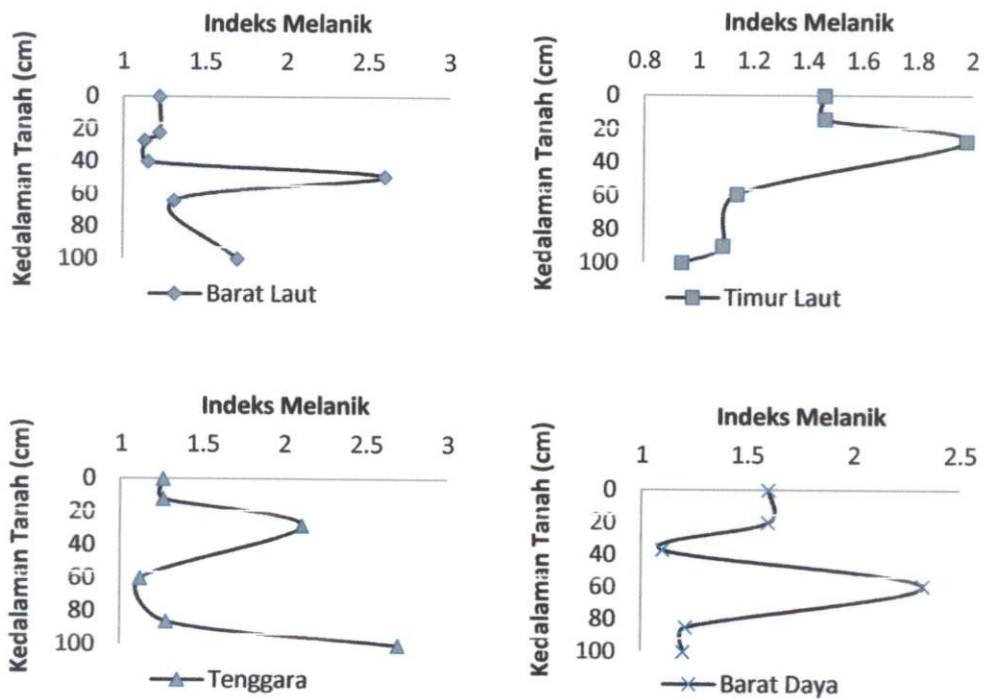 Indeks Melanik
1 1.5 2 2.5 3
Kedalaman Tanah (cm)
0
20
40
60
80
100
Barat Laut
Indeks Melanik
0.8 1 1.2 1.4 1.6 1.8 2
Kedalaman Tanah (cm)
0
20
40
60
80
100
Timur Laut
Indeks Melanik
1 1.5 2 2.5 3
Kedalaman Tanah (cm)
0
20
40
60
80
100
Tenggara
Indeks Melanik
1 1.5 2 2.5
Kedalaman Tanah (cm)
0
20
40
60
80
100
Barat Daya